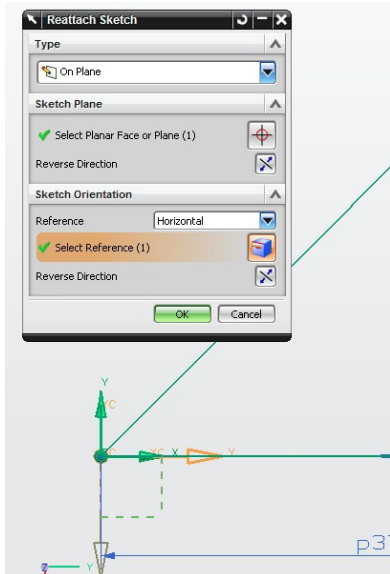 Reattach Sketch
Type
On Plane
Sketch Plane
Select Planar Face or Plane (1)
Reverse Direction
Sketch Orientation
Reference Horizontal
Select Reference (1)
Reverse Direction
OK Cancel
Y
YC
XC X Y
p37
Y